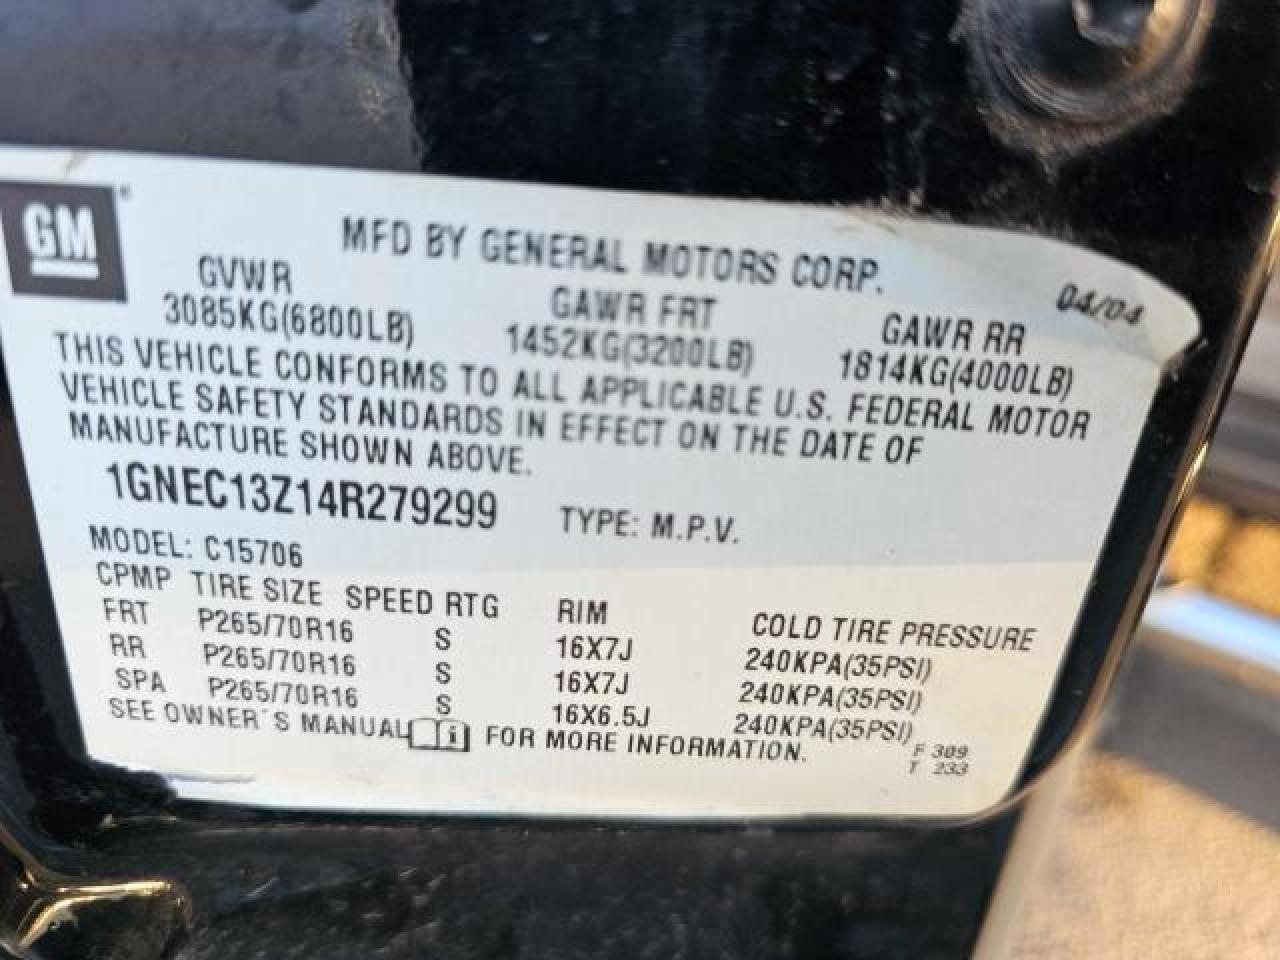 GM
MFD BY GENERAL MOTORS CORP. 04/04
GVWR GAWR FRT GAWR RR
3085KG(6800LB) 1452KG(3200LB) 1814KG(4000LB)
THIS VEHICLE CONFORMS TO ALL APPLICABLE U.S. FEDERAL MOTOR
VEHICLE SAFETY STANDARDS IN EFFECT ON THE DATE OF
MANUFACTURE SHOWN ABOVE.
1GNEC13Z14R279299 TYPE: M.P.V.
MODEL: C15706
CPMP TIRE SIZE SPEED RTG RIM COLD TIRE PRESSURE
FRT P265/70R16 S 16X7J 240KPA(35PSI)
RR P265/70R16 S 16X7J 240KPA(35PSI)
SPA P265/70R16 S 16X6.5J 240KPA(35PSI)
SEE OWNER'S MANUAL FOR MORE INFORMATION.
F 309
T 233